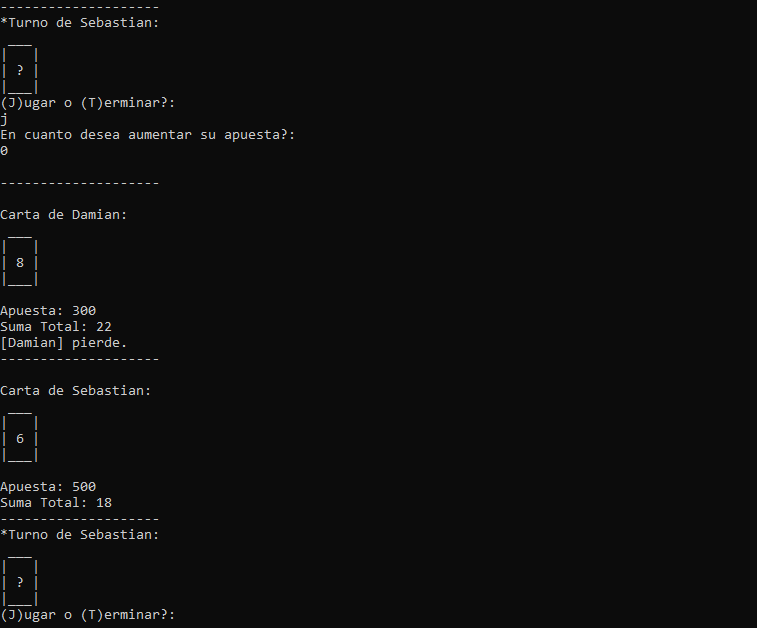 --------------------
*Turno de Sebastian:
 ___
|   |
| ? |
|___|
(J)ugar o (T)erminar?:
j
En cuanto desea aumentar su apuesta?:
0
--------------------
Carta de Damian:
 ___
|   |
| 8 |
|___|
Apuesta: 300
Suma Total: 22
[Damian] pierde.
--------------------
Carta de Sebastian:
 ___
|   |
| 6 |
|___|
Apuesta: 500
Suma Total: 18
--------------------
*Turno de Sebastian:
 ___
|   |
| ? |
|___|
(J)ugar o (T)erminar?: